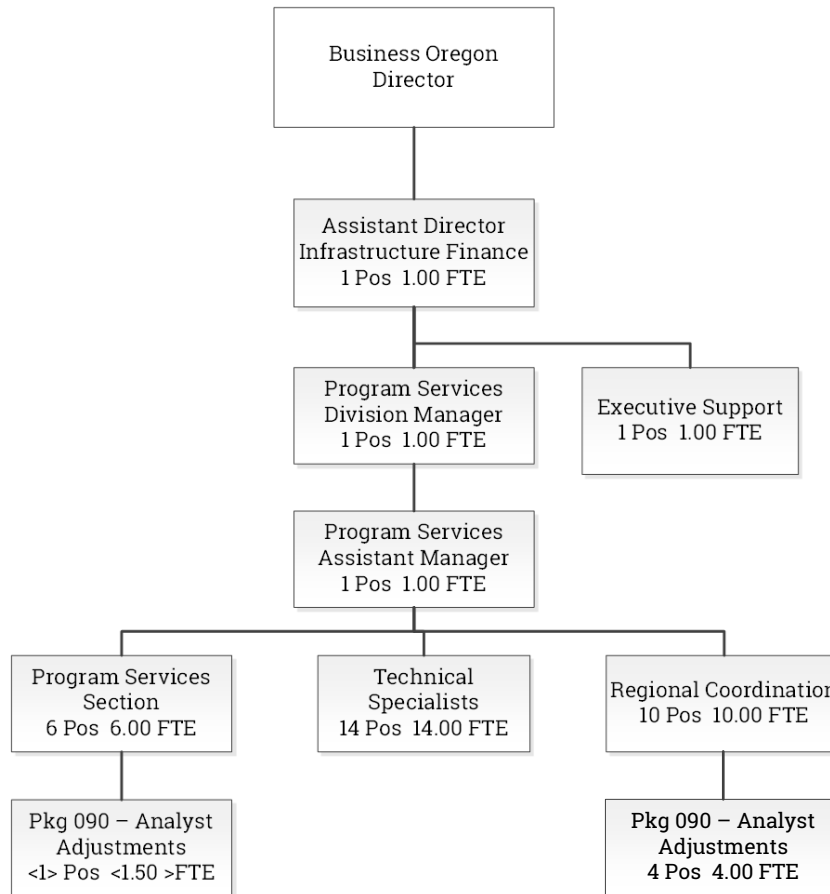 Business Oregon
Director
Assistant Director
Infrastructure Finance
1 Pos 1.00 FTE
Program Services
Division Manager
1 Pos 1.00 FTE
Executive Support
1 Pos 1.00 FTE
Program Services
Assistant Manager
1 Pos 1.00 FTE
Program Services
Section
6 Pos 6.00 FTE
Technical
Specialists
14 Pos 14.00 FTE
Regional Coordination
10 Pos 10.00 FTE
Pkg 090 – Analyst
Adjustments
<1> Pos <1.50 >FTE
Pkg 090 – Analyst
Adjustments
4 Pos 4.00 FTE